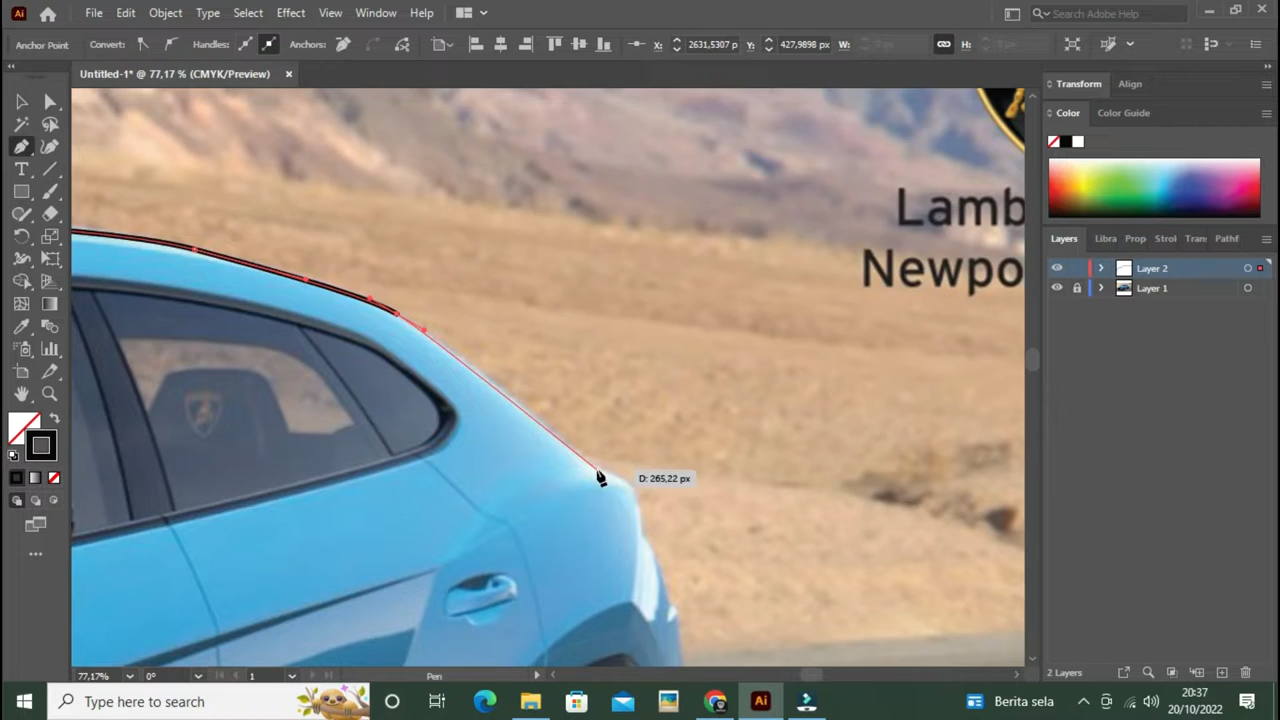 Ai File Edit Object Type Select Effect View Window Help Search Adobe Help
Anchor Point Convert: Handles: Anchors: X: 2631,5307 p Y: 427,9898 px W: H:
Untitled-1* @ 77,17 % (CMYK/Preview) ×
Transform Align
Color Color Guide
Lamb
Newpo
Layers Libra Prop Strol Tran Pathf
Layer 2
Layer 1
D: 265,22 px
77,17% 0° 1 Pen
2 Layers
Type here to search
Ai
Berita sela
20:37
20/10/2022